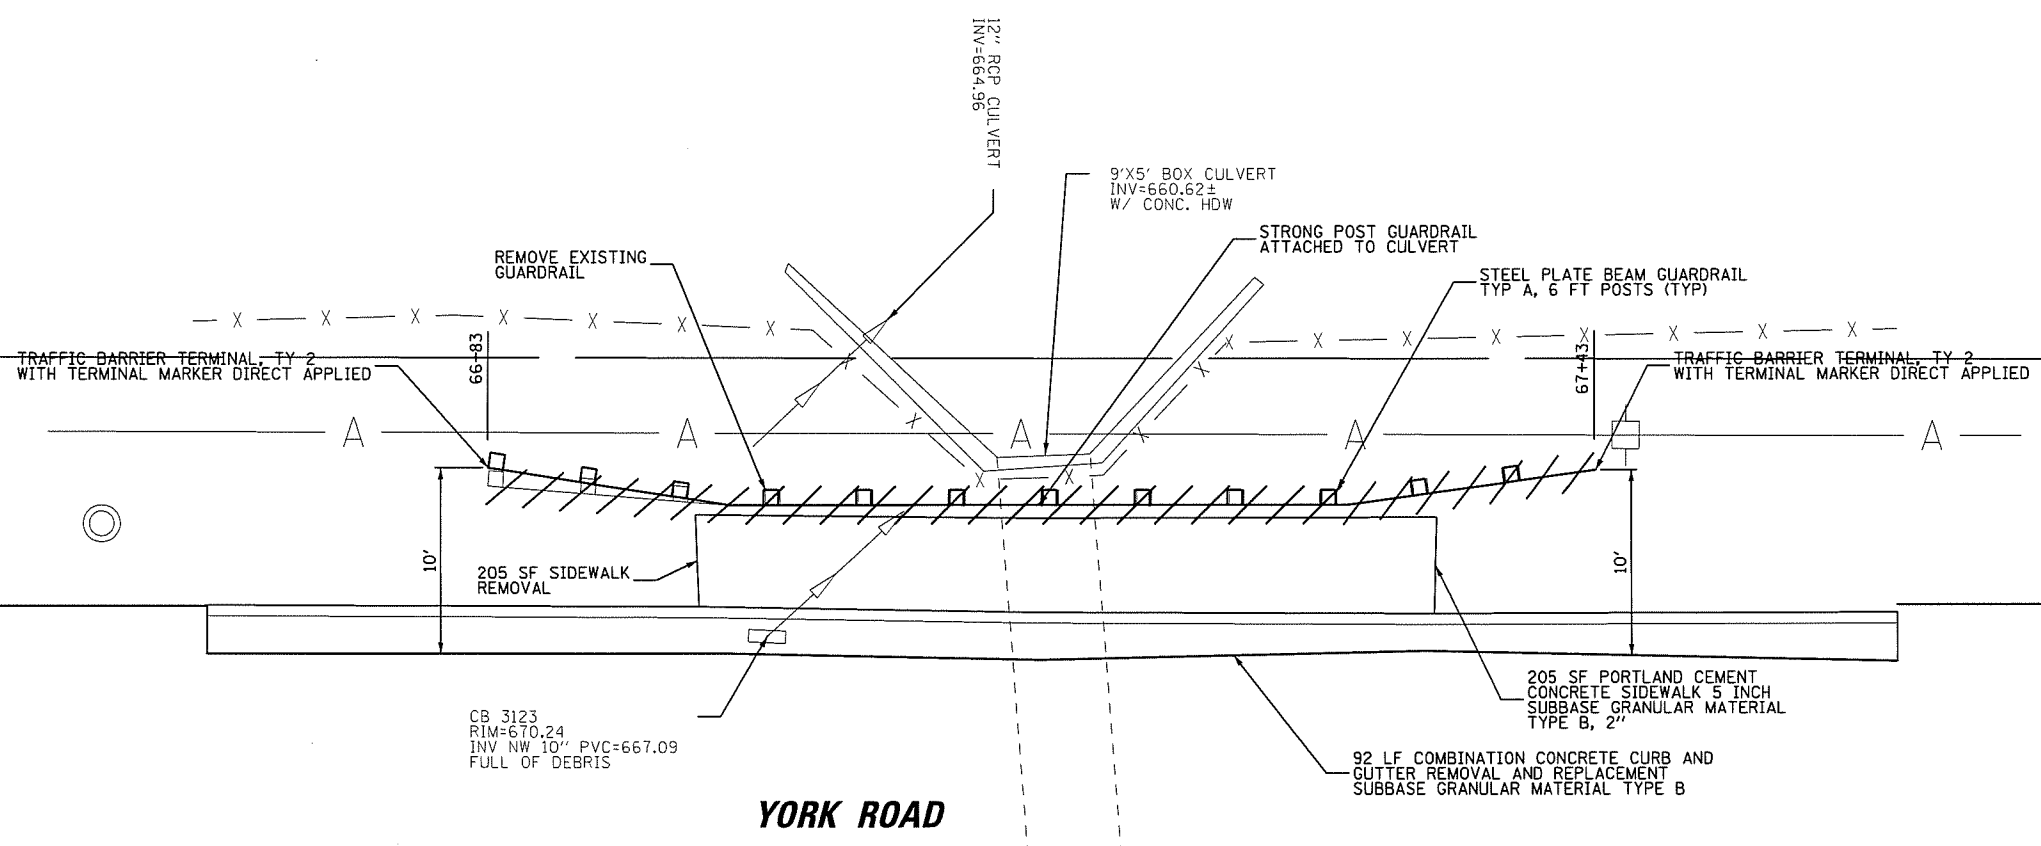 12" RCP CULVERT
INV=664.96
9'X5' BOX CULVERT
INV=660.62±
W/ CONC. HDW
STRONG POST GUARDRAIL
ATTACHED TO CULVERT
REMOVE EXISTING
GUARDRAIL
STEEL PLATE BEAM GUARDRAIL
TYP A, 6 FT POSTS (TYP)
X X X X X X X X X X X X X X X X X X X X X X
66+83
67+43
TRAFFIC BARRIER TERMINAL, TY 2
WITH TERMINAL MARKER DIRECT APPLIED
TRAFFIC BARRIER TERMINAL, TY 2
WITH TERMINAL MARKER DIRECT APPLIED
A A A A A
10'
10'
205 SF SIDEWALK
REMOVAL
205 SF PORTLAND CEMENT
CONCRETE SIDEWALK 5 INCH
SUBBASE GRANULAR MATERIAL
TYPE B, 2"
CB 3123
RIM=670.24
INV NW 10" PVC=667.09
FULL OF DEBRIS
92 LF COMBINATION CONCRETE CURB AND
GUTTER REMOVAL AND REPLACEMENT
SUBBASE GRANULAR MATERIAL TYPE B
YORK ROAD